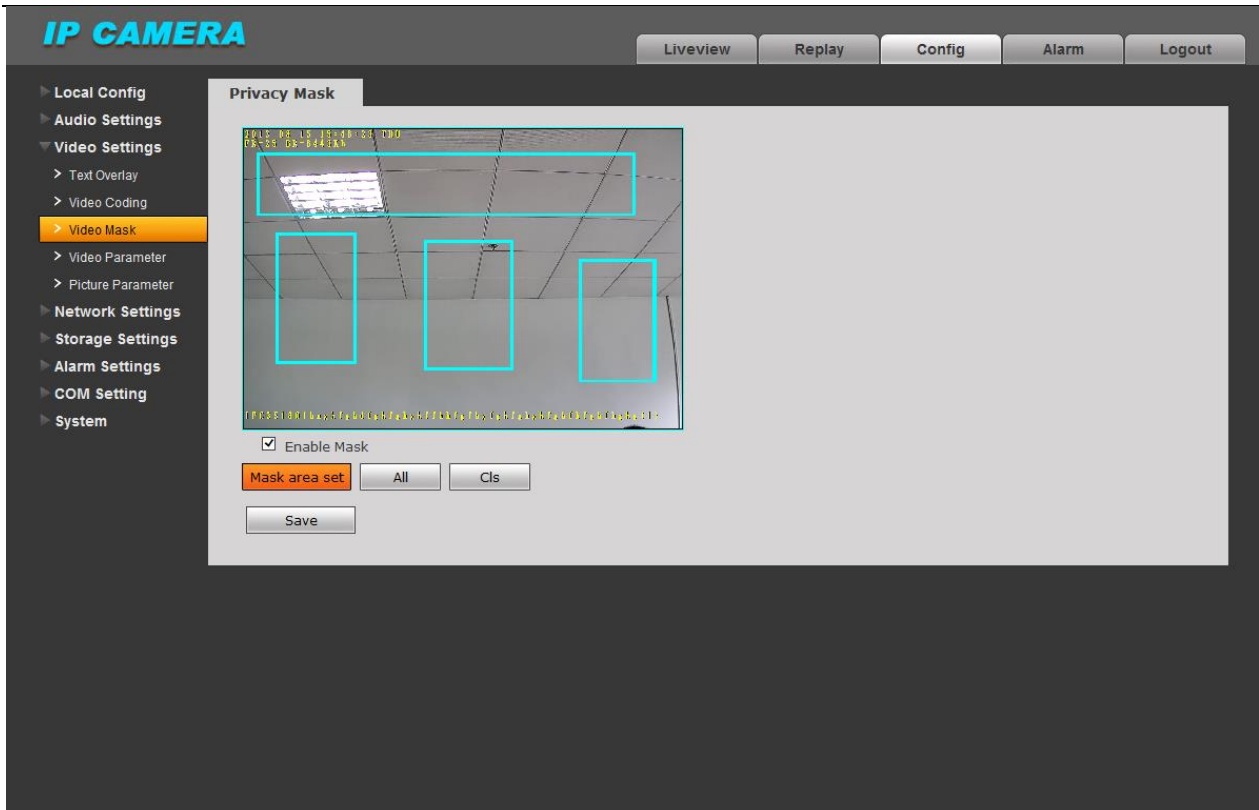 IP CAMERA
Liveview Replay Config Alarm Logout
Local Config
Audio Settings
Video Settings
> Text Overlay
> Video Coding
> Video Mask
> Video Parameter
> Picture Parameter
Network Settings
Storage Settings
Alarm Settings
COM Setting
System
Privacy Mask
Enable Mask
Mask area set All Cls
Save